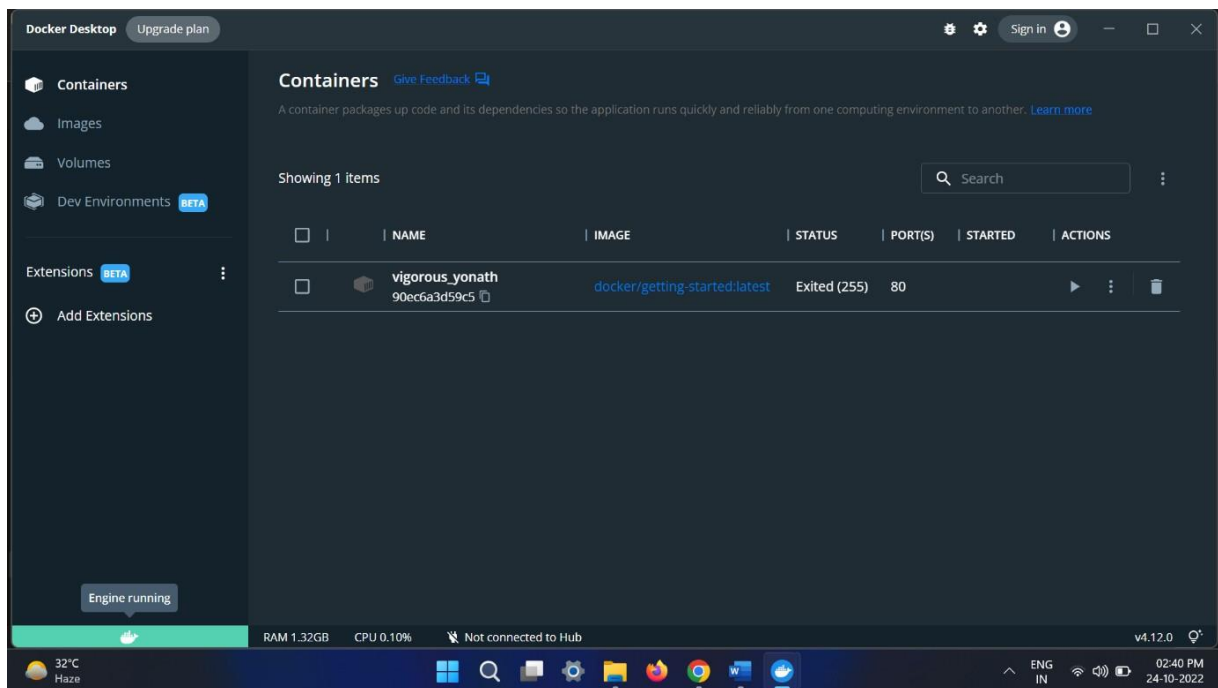 Docker Desktop Upgrade plan Sign in
Containers
Images
Volumes
Dev Environments BETA
Extensions BETA
Add Extensions
Containers Give Feedback
A container packages up code and its dependencies so the application runs quickly and reliably from one computing environment to another. Learn more
Showing 1 items Search
NAME IMAGE STATUS PORT(S) STARTED ACTIONS
vigorous_yonath docker/getting-started:latest Exited (255) 80
90ec6a3d59c5
Engine running
RAM 1.32GB CPU 0.10% Not connected to Hub v4.12.0
32°C ENG 02:40 PM
Haze IN 24-10-2022